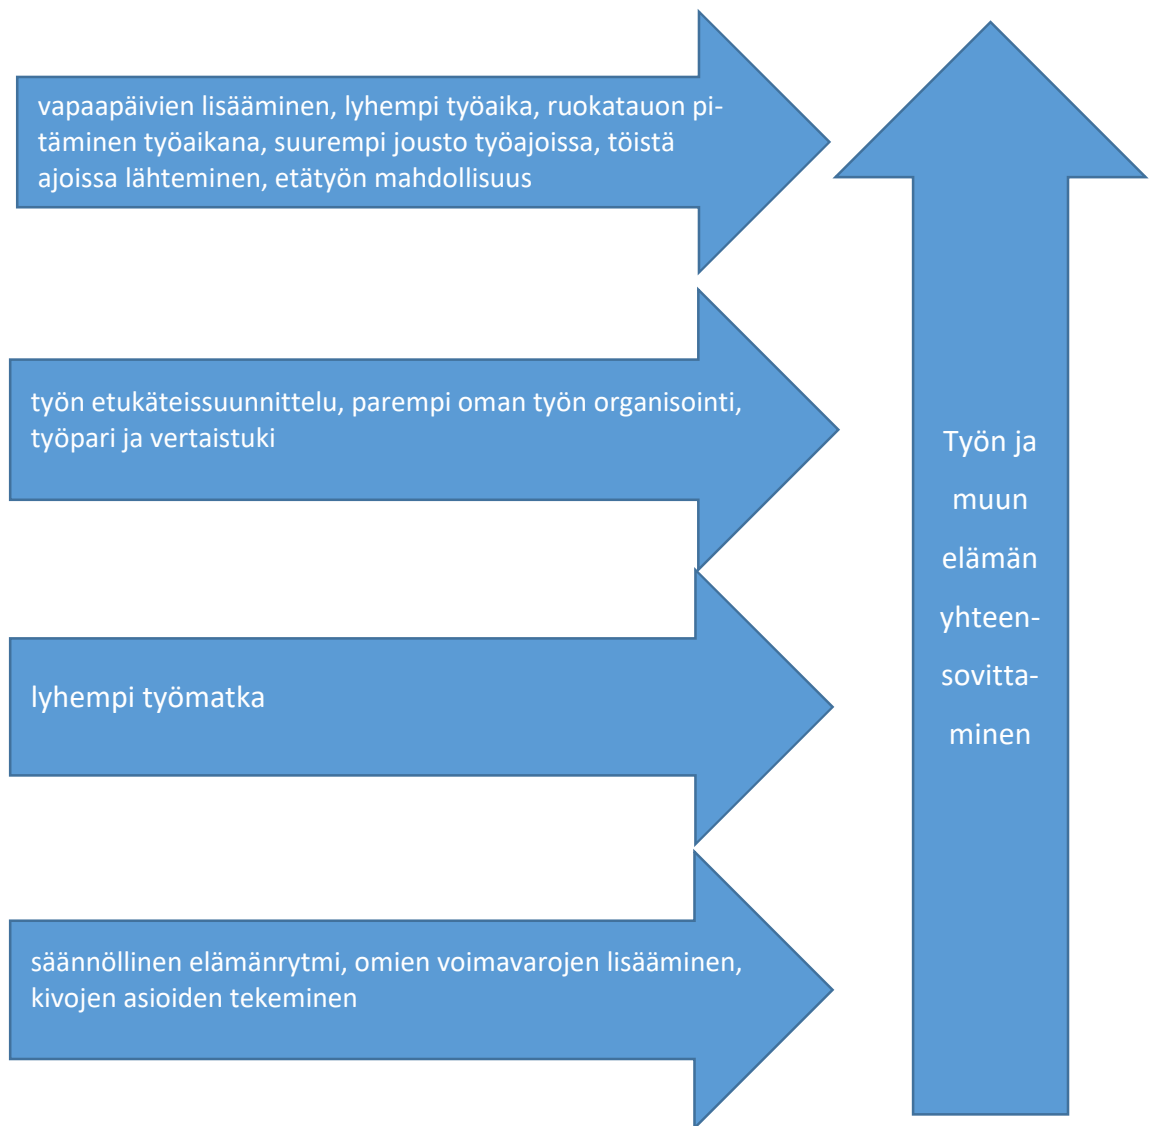 vapaapäivien lisääminen, lyhempi työaika, ruokatauon pi-
täminen työaikana, suurempi jousto työajoissa, töistä
ajoissa lähteminen, etätyön mahdollisuus
työn etukäteissuunnittelu, parempi oman työn organisointi,
työpari ja vertaistuki
lyhempi työmatka
säännöllinen elämänrytmi, omien voimavarojen lisääminen,
kivojen asioiden tekeminen
Työn ja
muun
elämän
yhteen-
sovitta-
minen